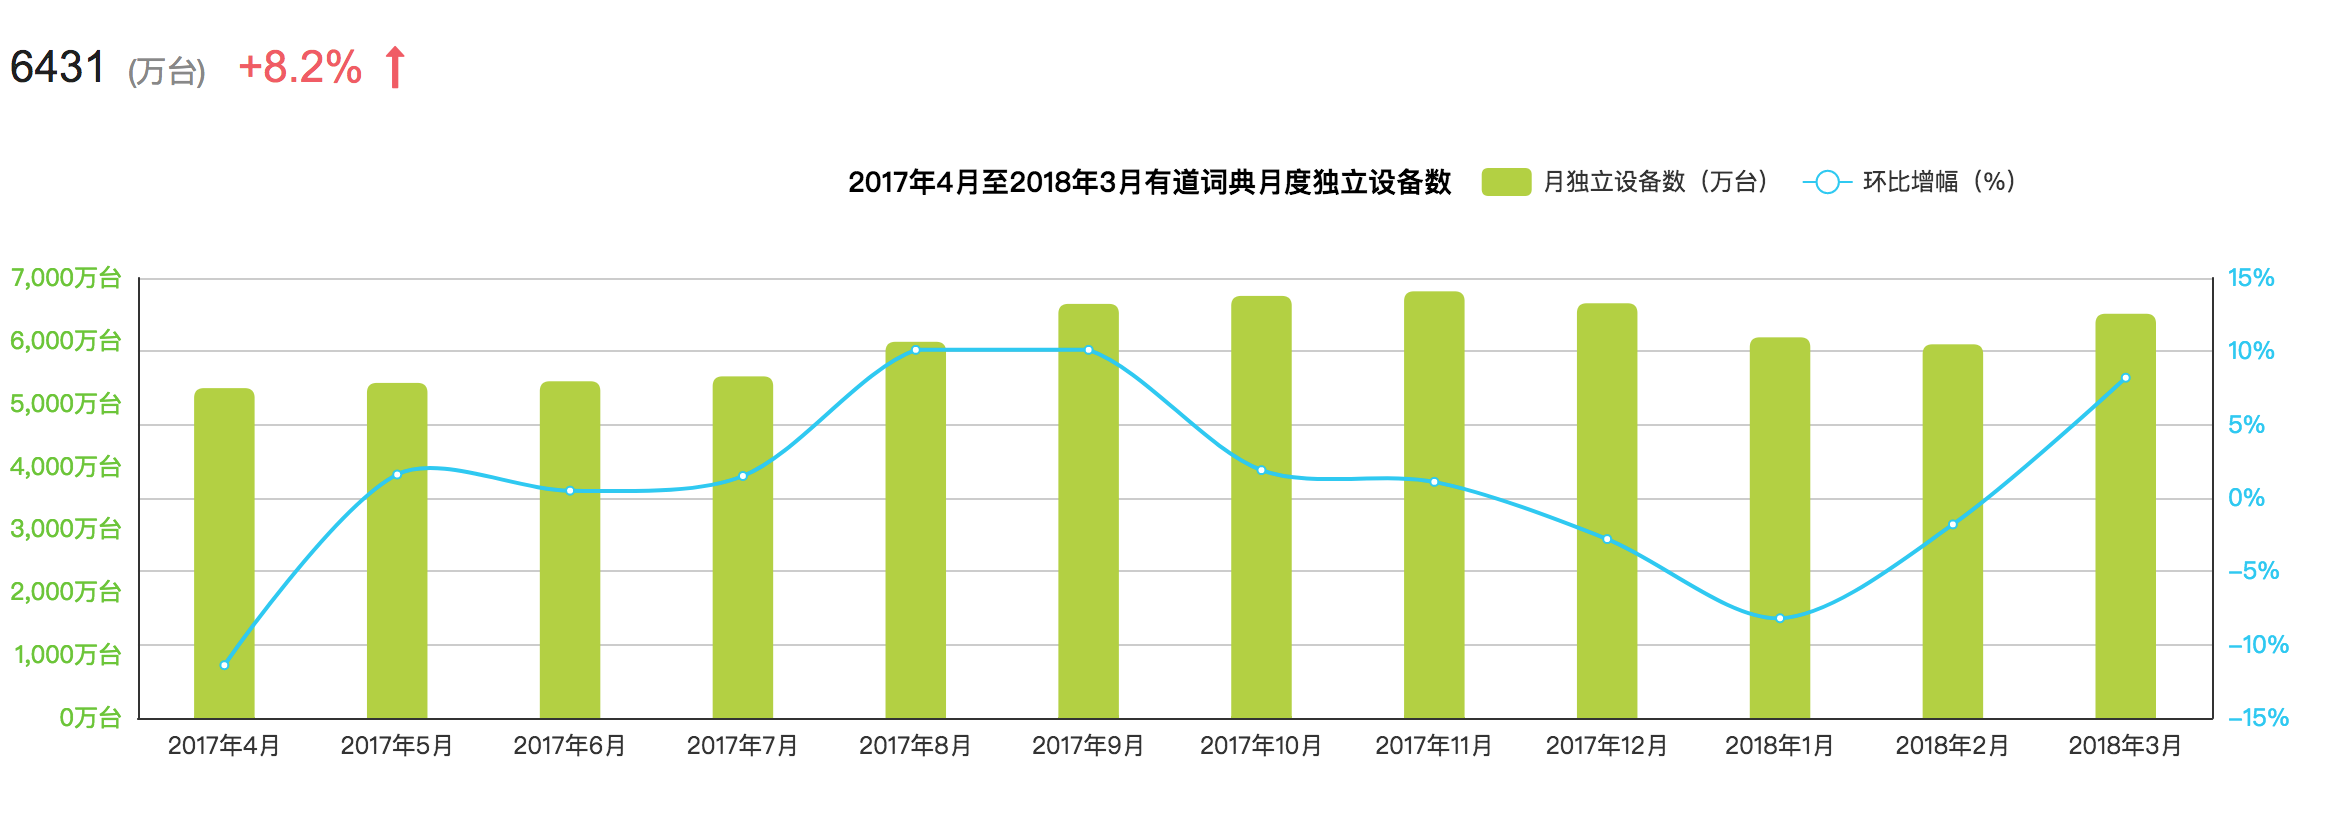 6431 (万台) +8.2%
2017年4月至2018年3月有道词典月度独立设备数 月独立设备数（万台） 环比增幅（%）
7,000万台
6,000万台
5,000万台
4,000万台
3,000万台
2,000万台
1,000万台
0万台
15%
10%
5%
0%
–5%
–10%
–15%
2017年4月 2017年5月 2017年6月 2017年7月 2017年8月 2017年9月 2017年10月 2017年11月 2017年12月 2018年1月 2018年2月 2018年3月